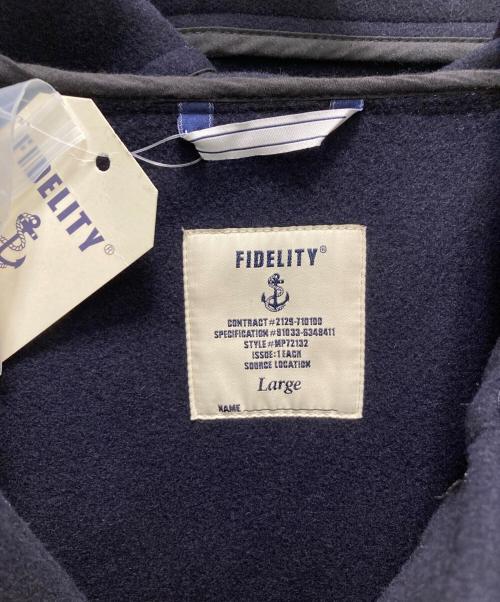 FIDELITY®
FIDELITY®
CONTRACT#2129-710100
SPECIFICATION#91033-6348411
STYLE#MP72132
ISSUE:1 EACH
SOURCE LOCATION
Large
NAME